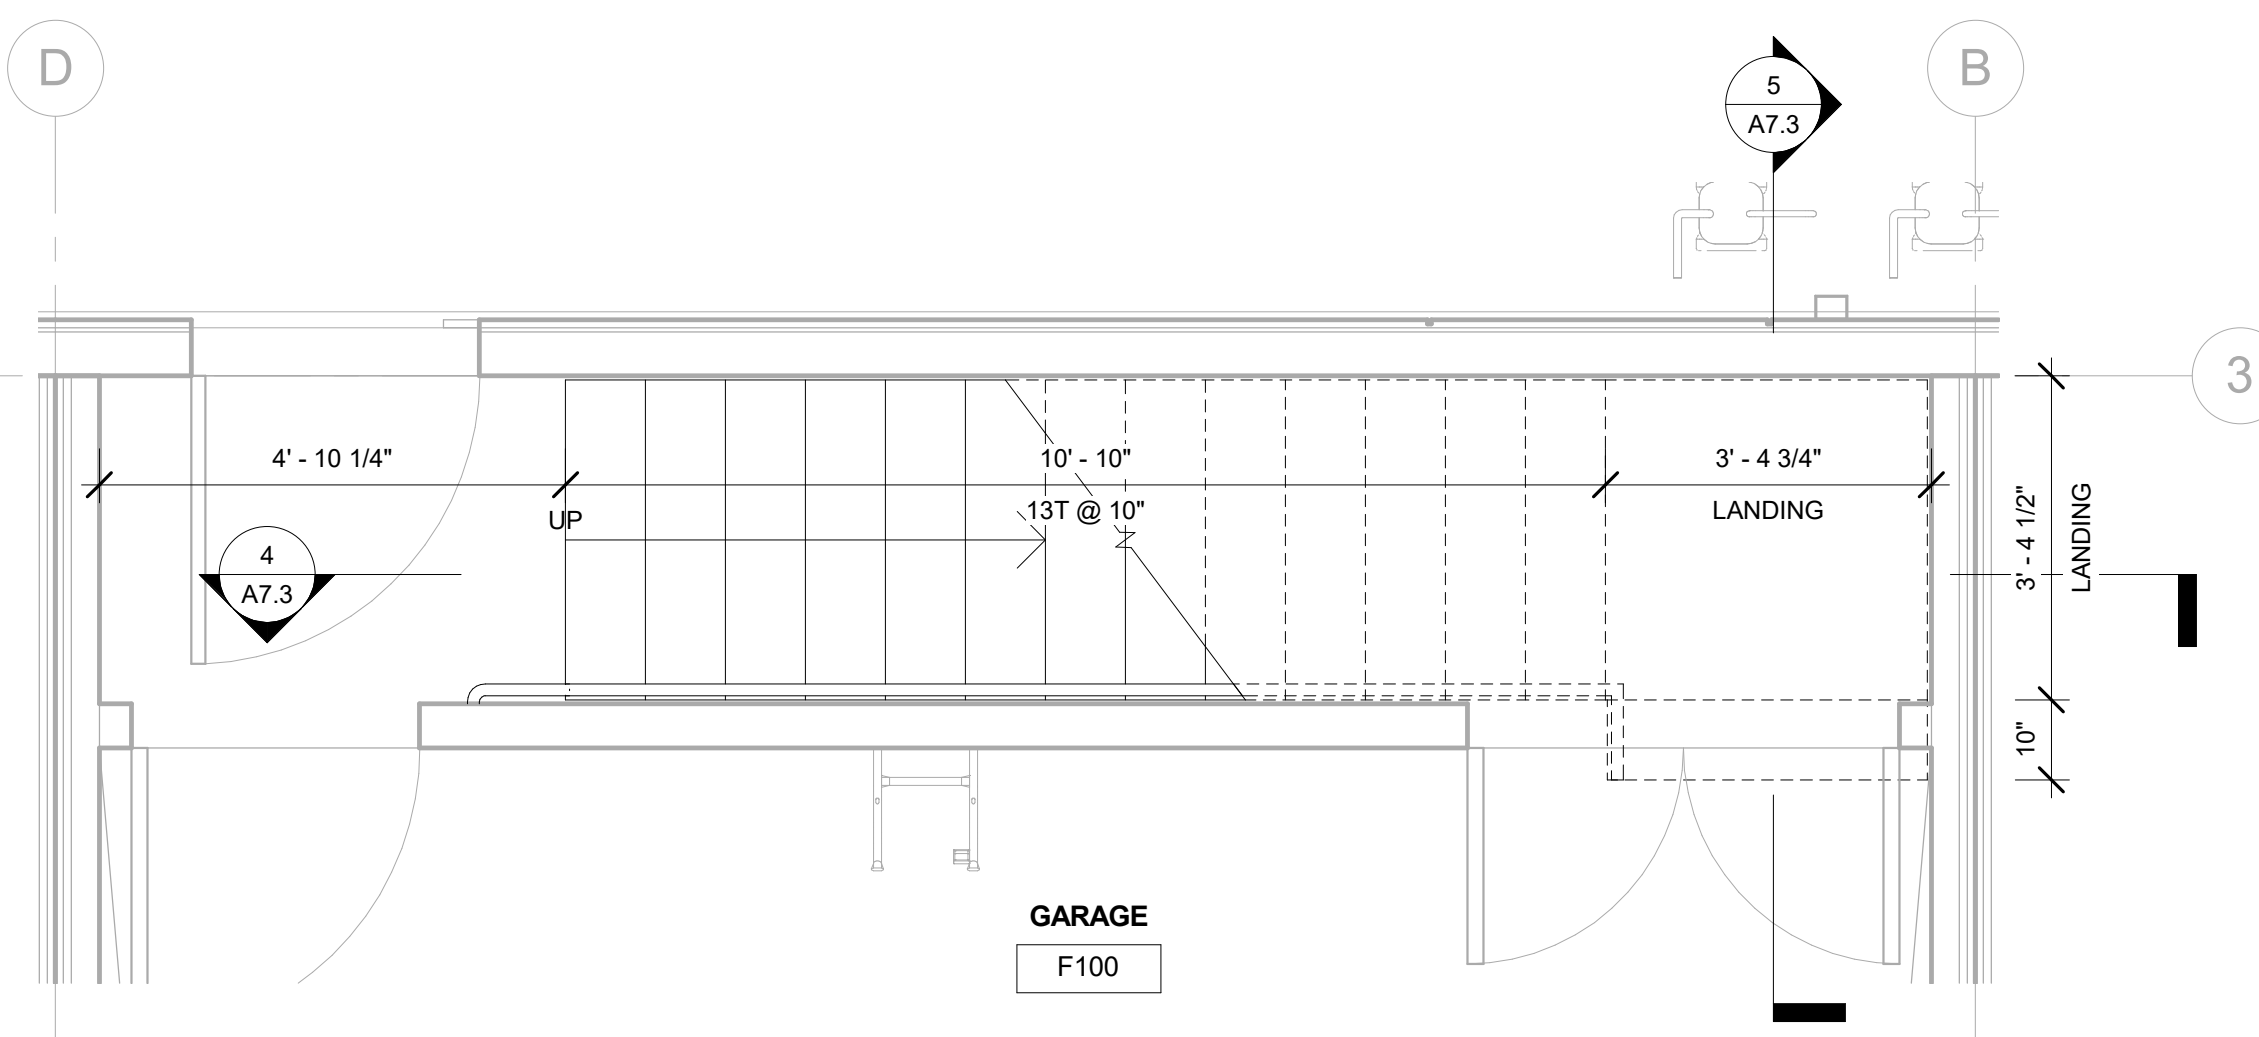 D
5
A7.3
B
3
4' - 10 1/4"
10' - 10"
3' - 4 3/4"
UP
13T @ 10"
LANDING
3' - 4 1/2"
LANDING
4
A7.3
10"
GARAGE
F100